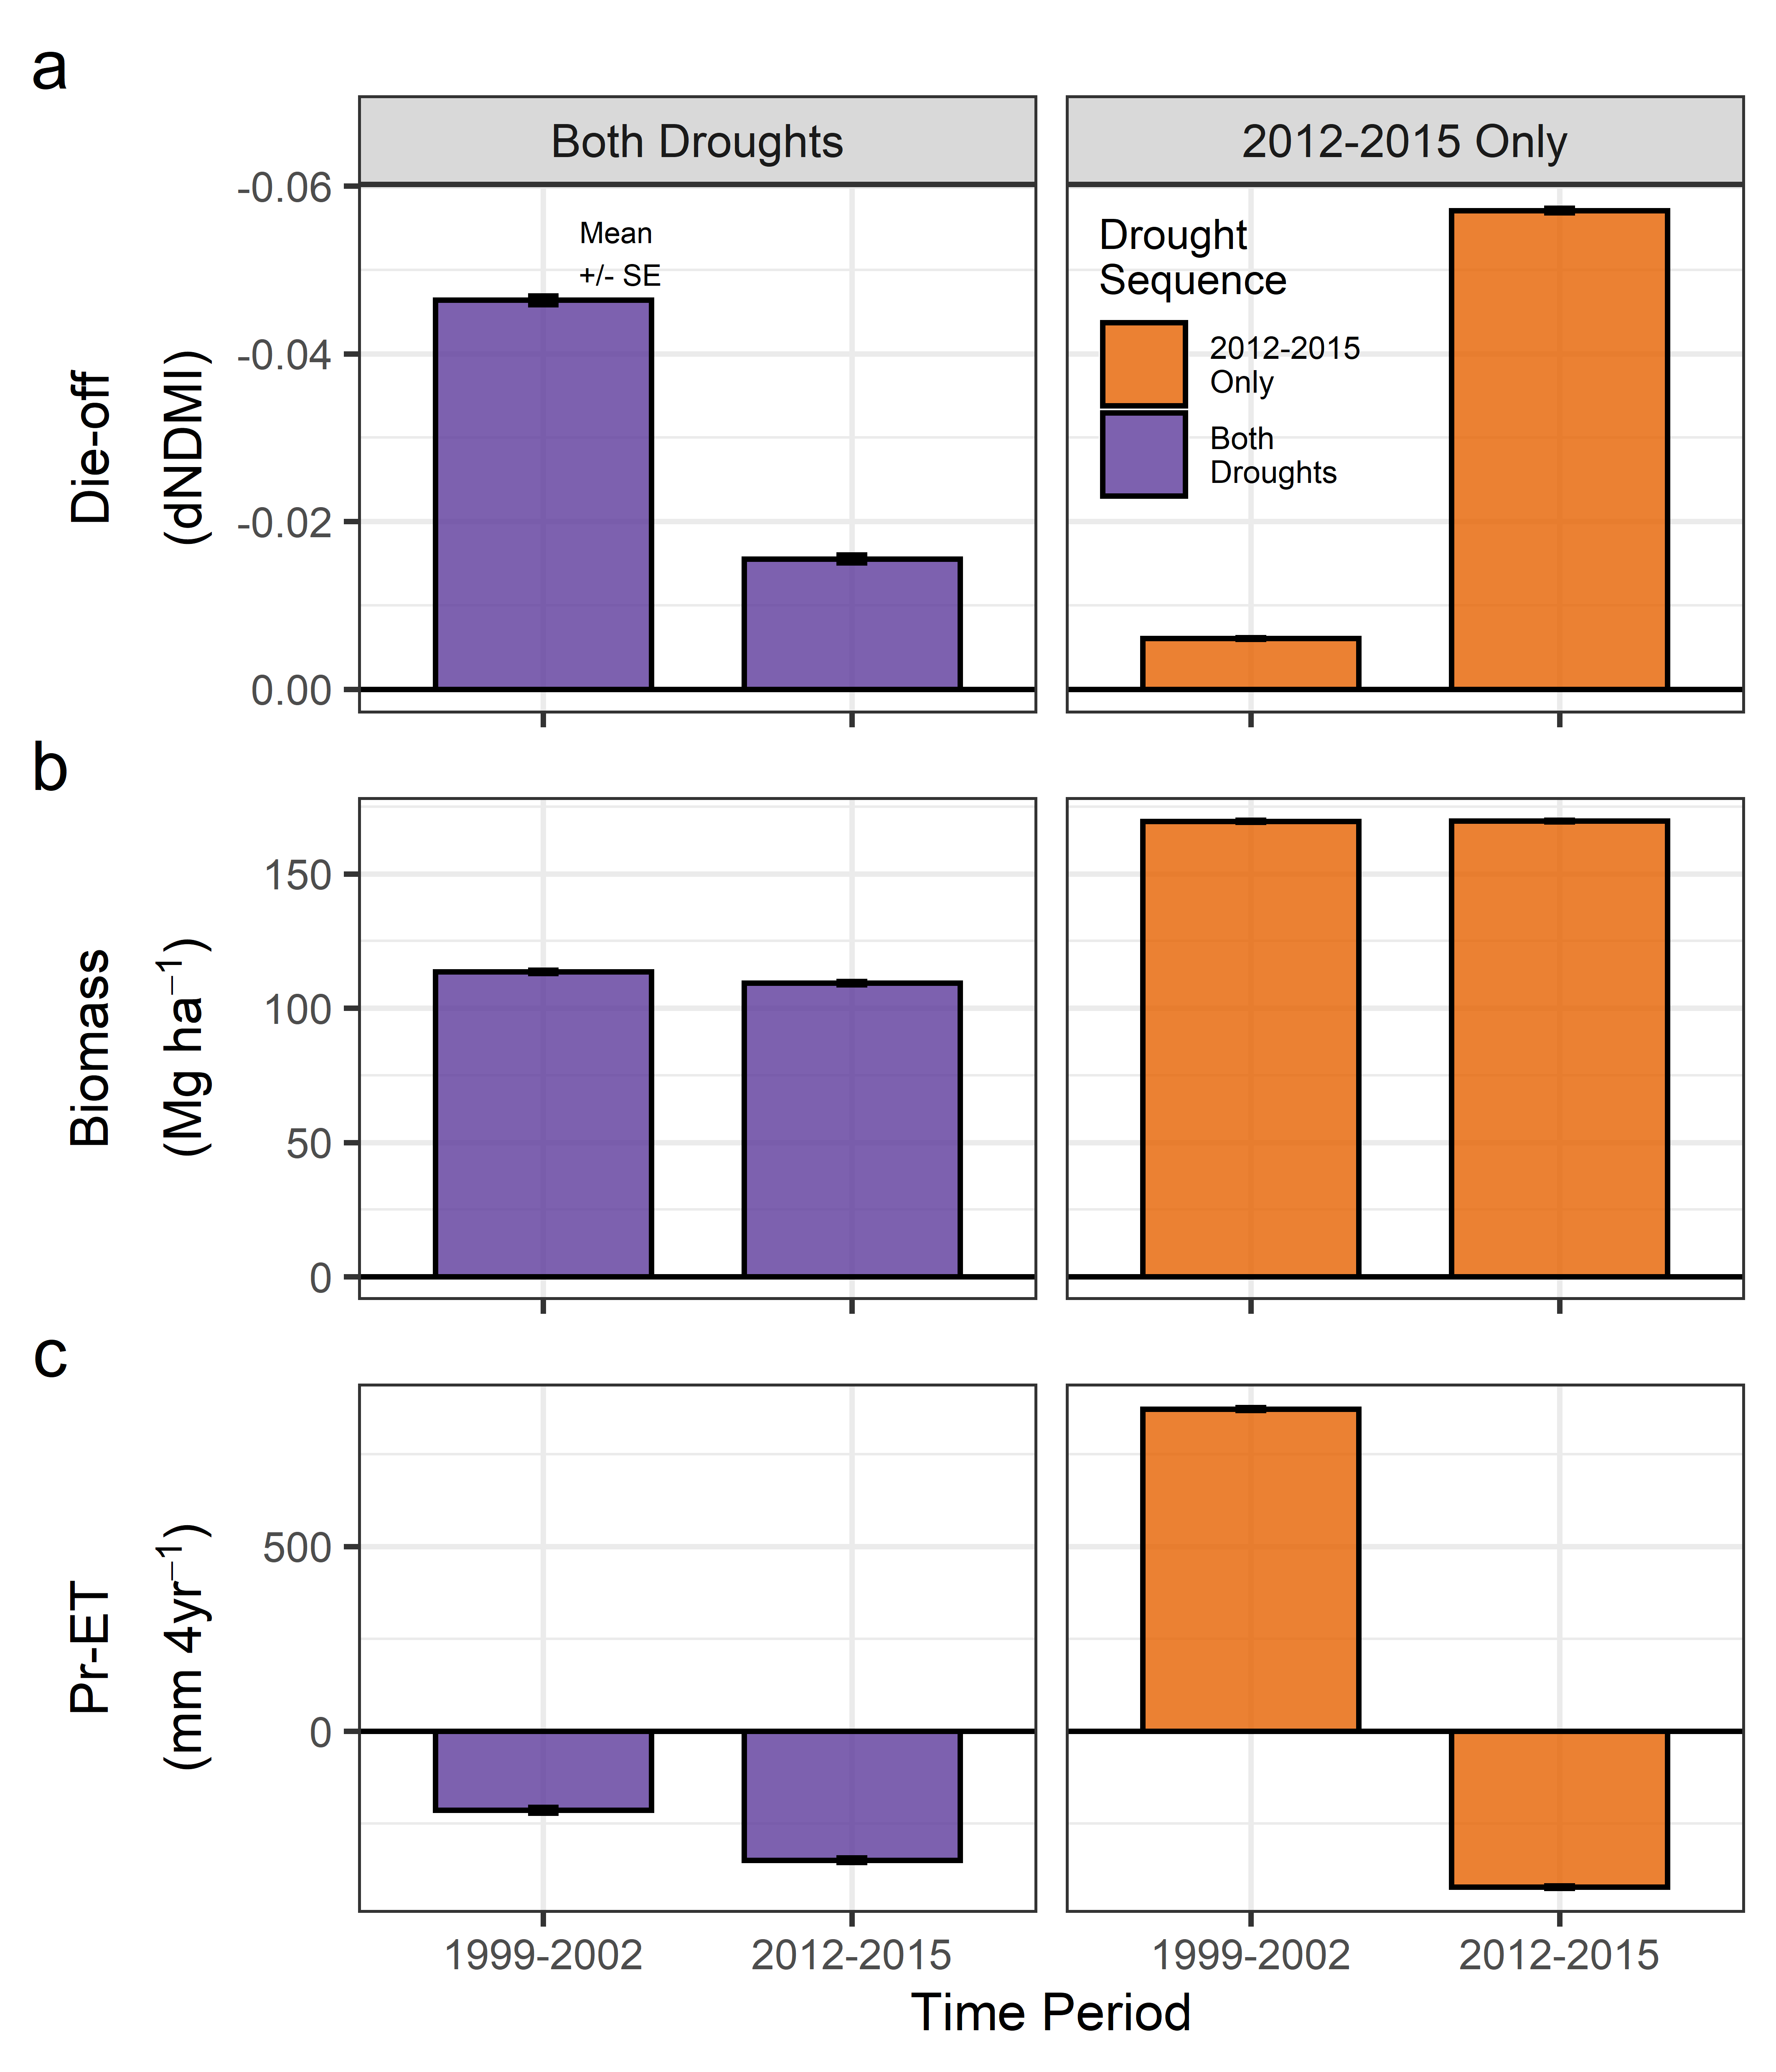 a
Both Droughts
2012-2015 Only
Die-off
(dNDMI)
-0.06
-0.04
-0.02
0.00
Mean
+/- SE
Drought
Sequence
2012-2015
Only
Both
Droughts
b
Biomass
(Mg ha⁻¹)
150
100
50
0
c
Pr-ET
(mm 4yr⁻¹)
500
0
1999-2002
2012-2015
1999-2002
2012-2015
Time Period